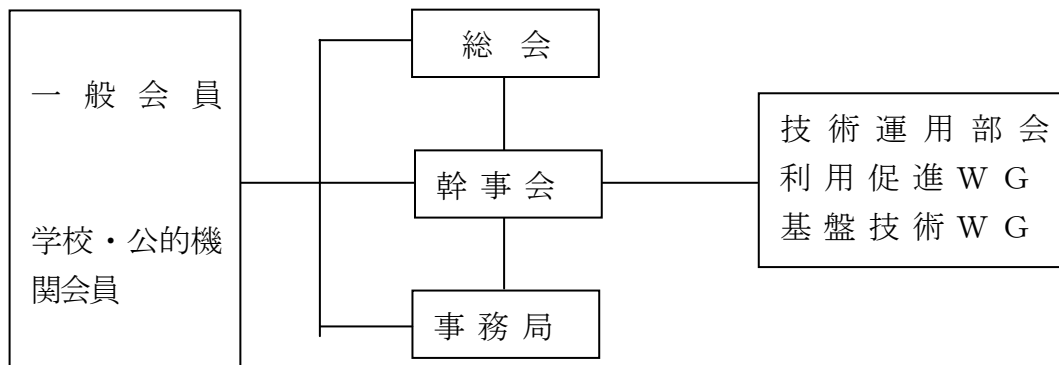 一般会員
学校・公的機
関会員
総会
幹事会
事務局
技術運用部会
利用促進WG
基盤技術WG